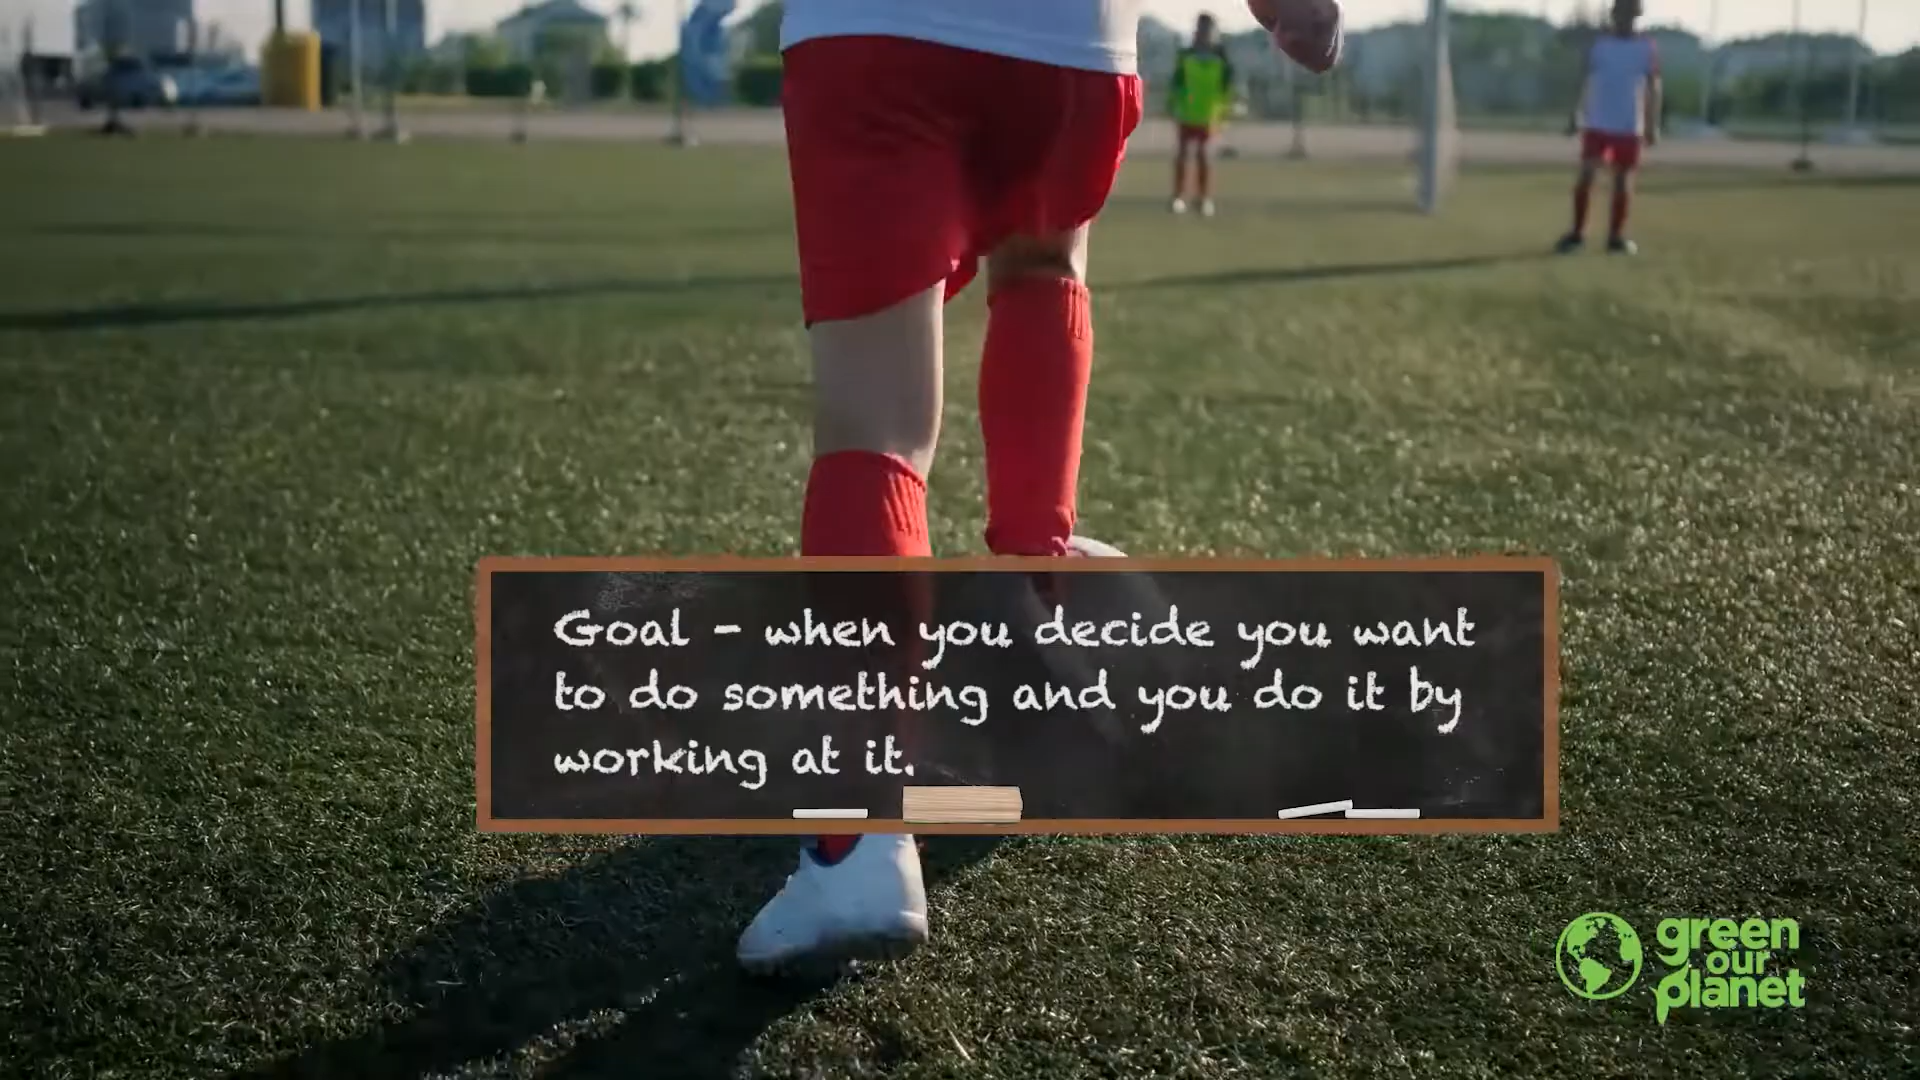 Goal - when you decide you want
to do something and you do it by
working at it.
green
our
planet